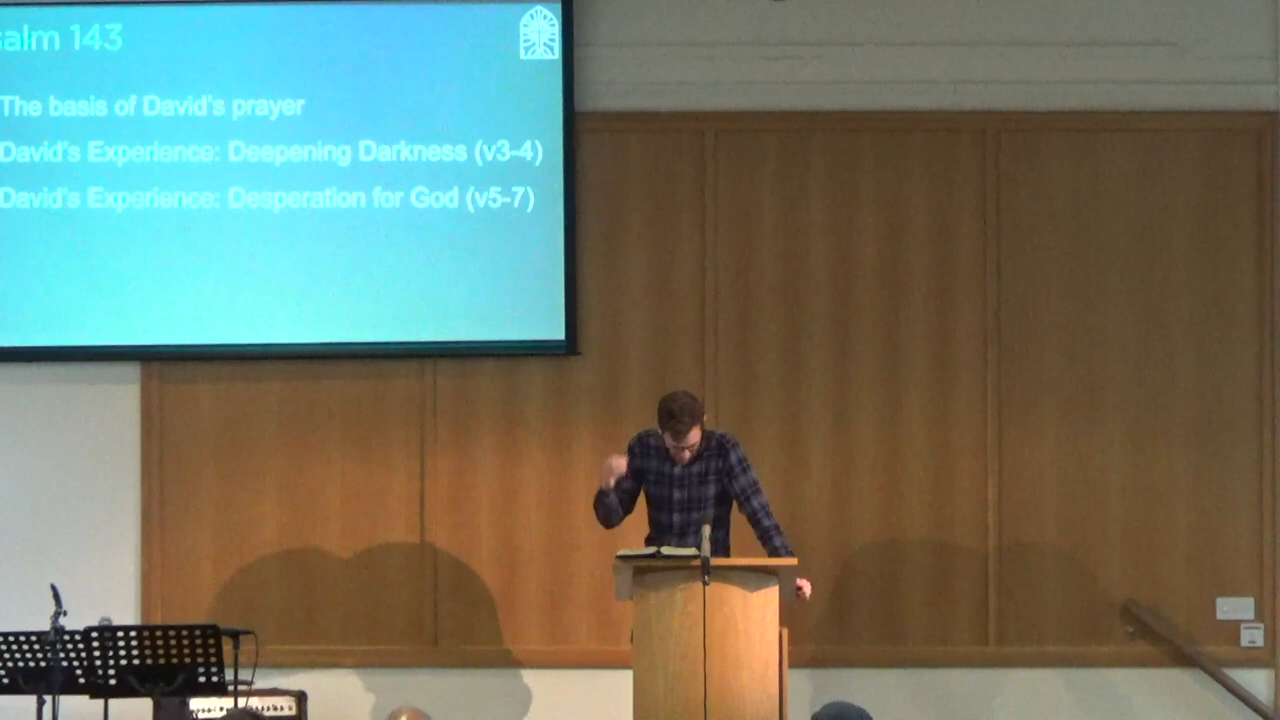 alm 143
The basis of David's prayer
David's Experience: Deepening Darkness (v3-4)
David's Experience: Desperation for God (v5-7)